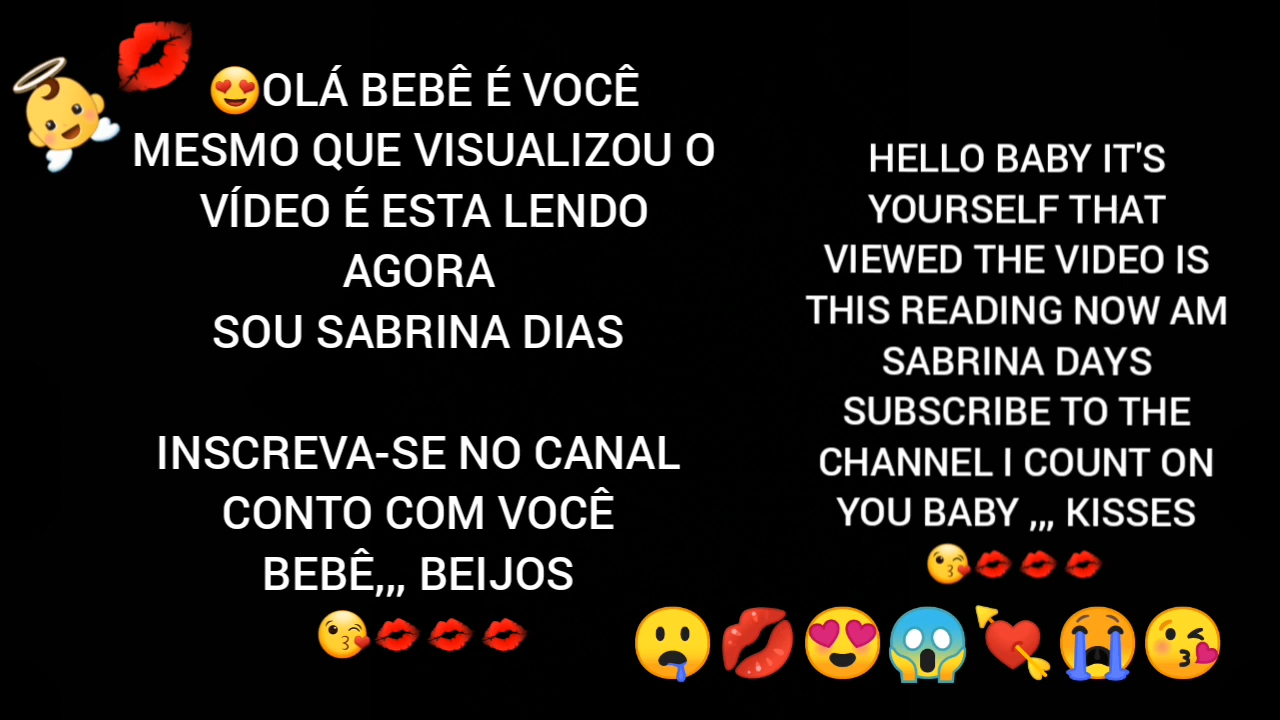 😍OLÁ BEBÊ É VOCÊ
MESMO QUE VISUALIZOU O
VÍDEO É ESTA LENDO
AGORA
SOU SABRINA DIAS
INSCREVA-SE NO CANAL
CONTO COM VOCÊ
BEBÊ,,, BEIJOS
😘💋💋💋
HELLO BABY IT'S
YOURSELF THAT
VIEWED THE VIDEO IS
THIS READING NOW AM
SABRINA DAYS
SUBSCRIBE TO THE
CHANNEL I COUNT ON
YOU BABY ,,, KISSES
😘💋💋💋
🤤💋😍😱💘😭😘